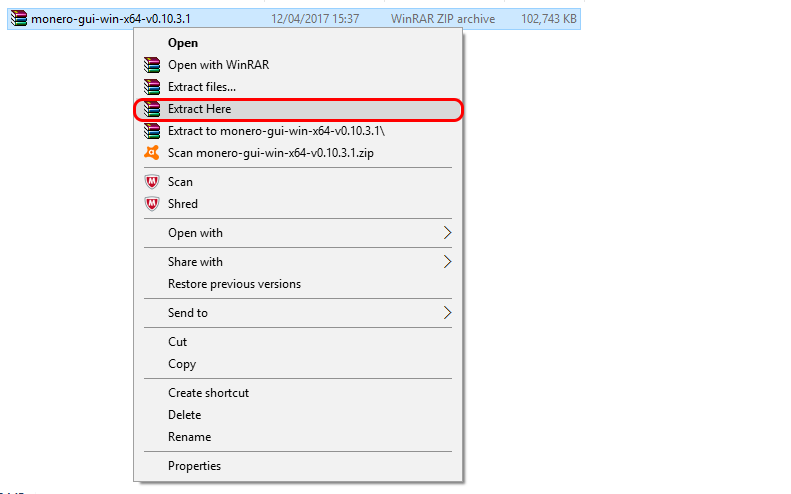 monero-gui-win-x64-v0.10.3.1 12/04/2017 15:37 WinRAR ZIP archive 102,743 KB
Open
Open with WinRAR
Extract files...
Extract Here
Extract to monero-gui-win-x64-v0.10.3.1\
Scan monero-gui-win-x64-v0.10.3.1.zip
Scan
Shred
Open with
Share with
Restore previous versions
Send to
Cut
Copy
Create shortcut
Delete
Rename
Properties